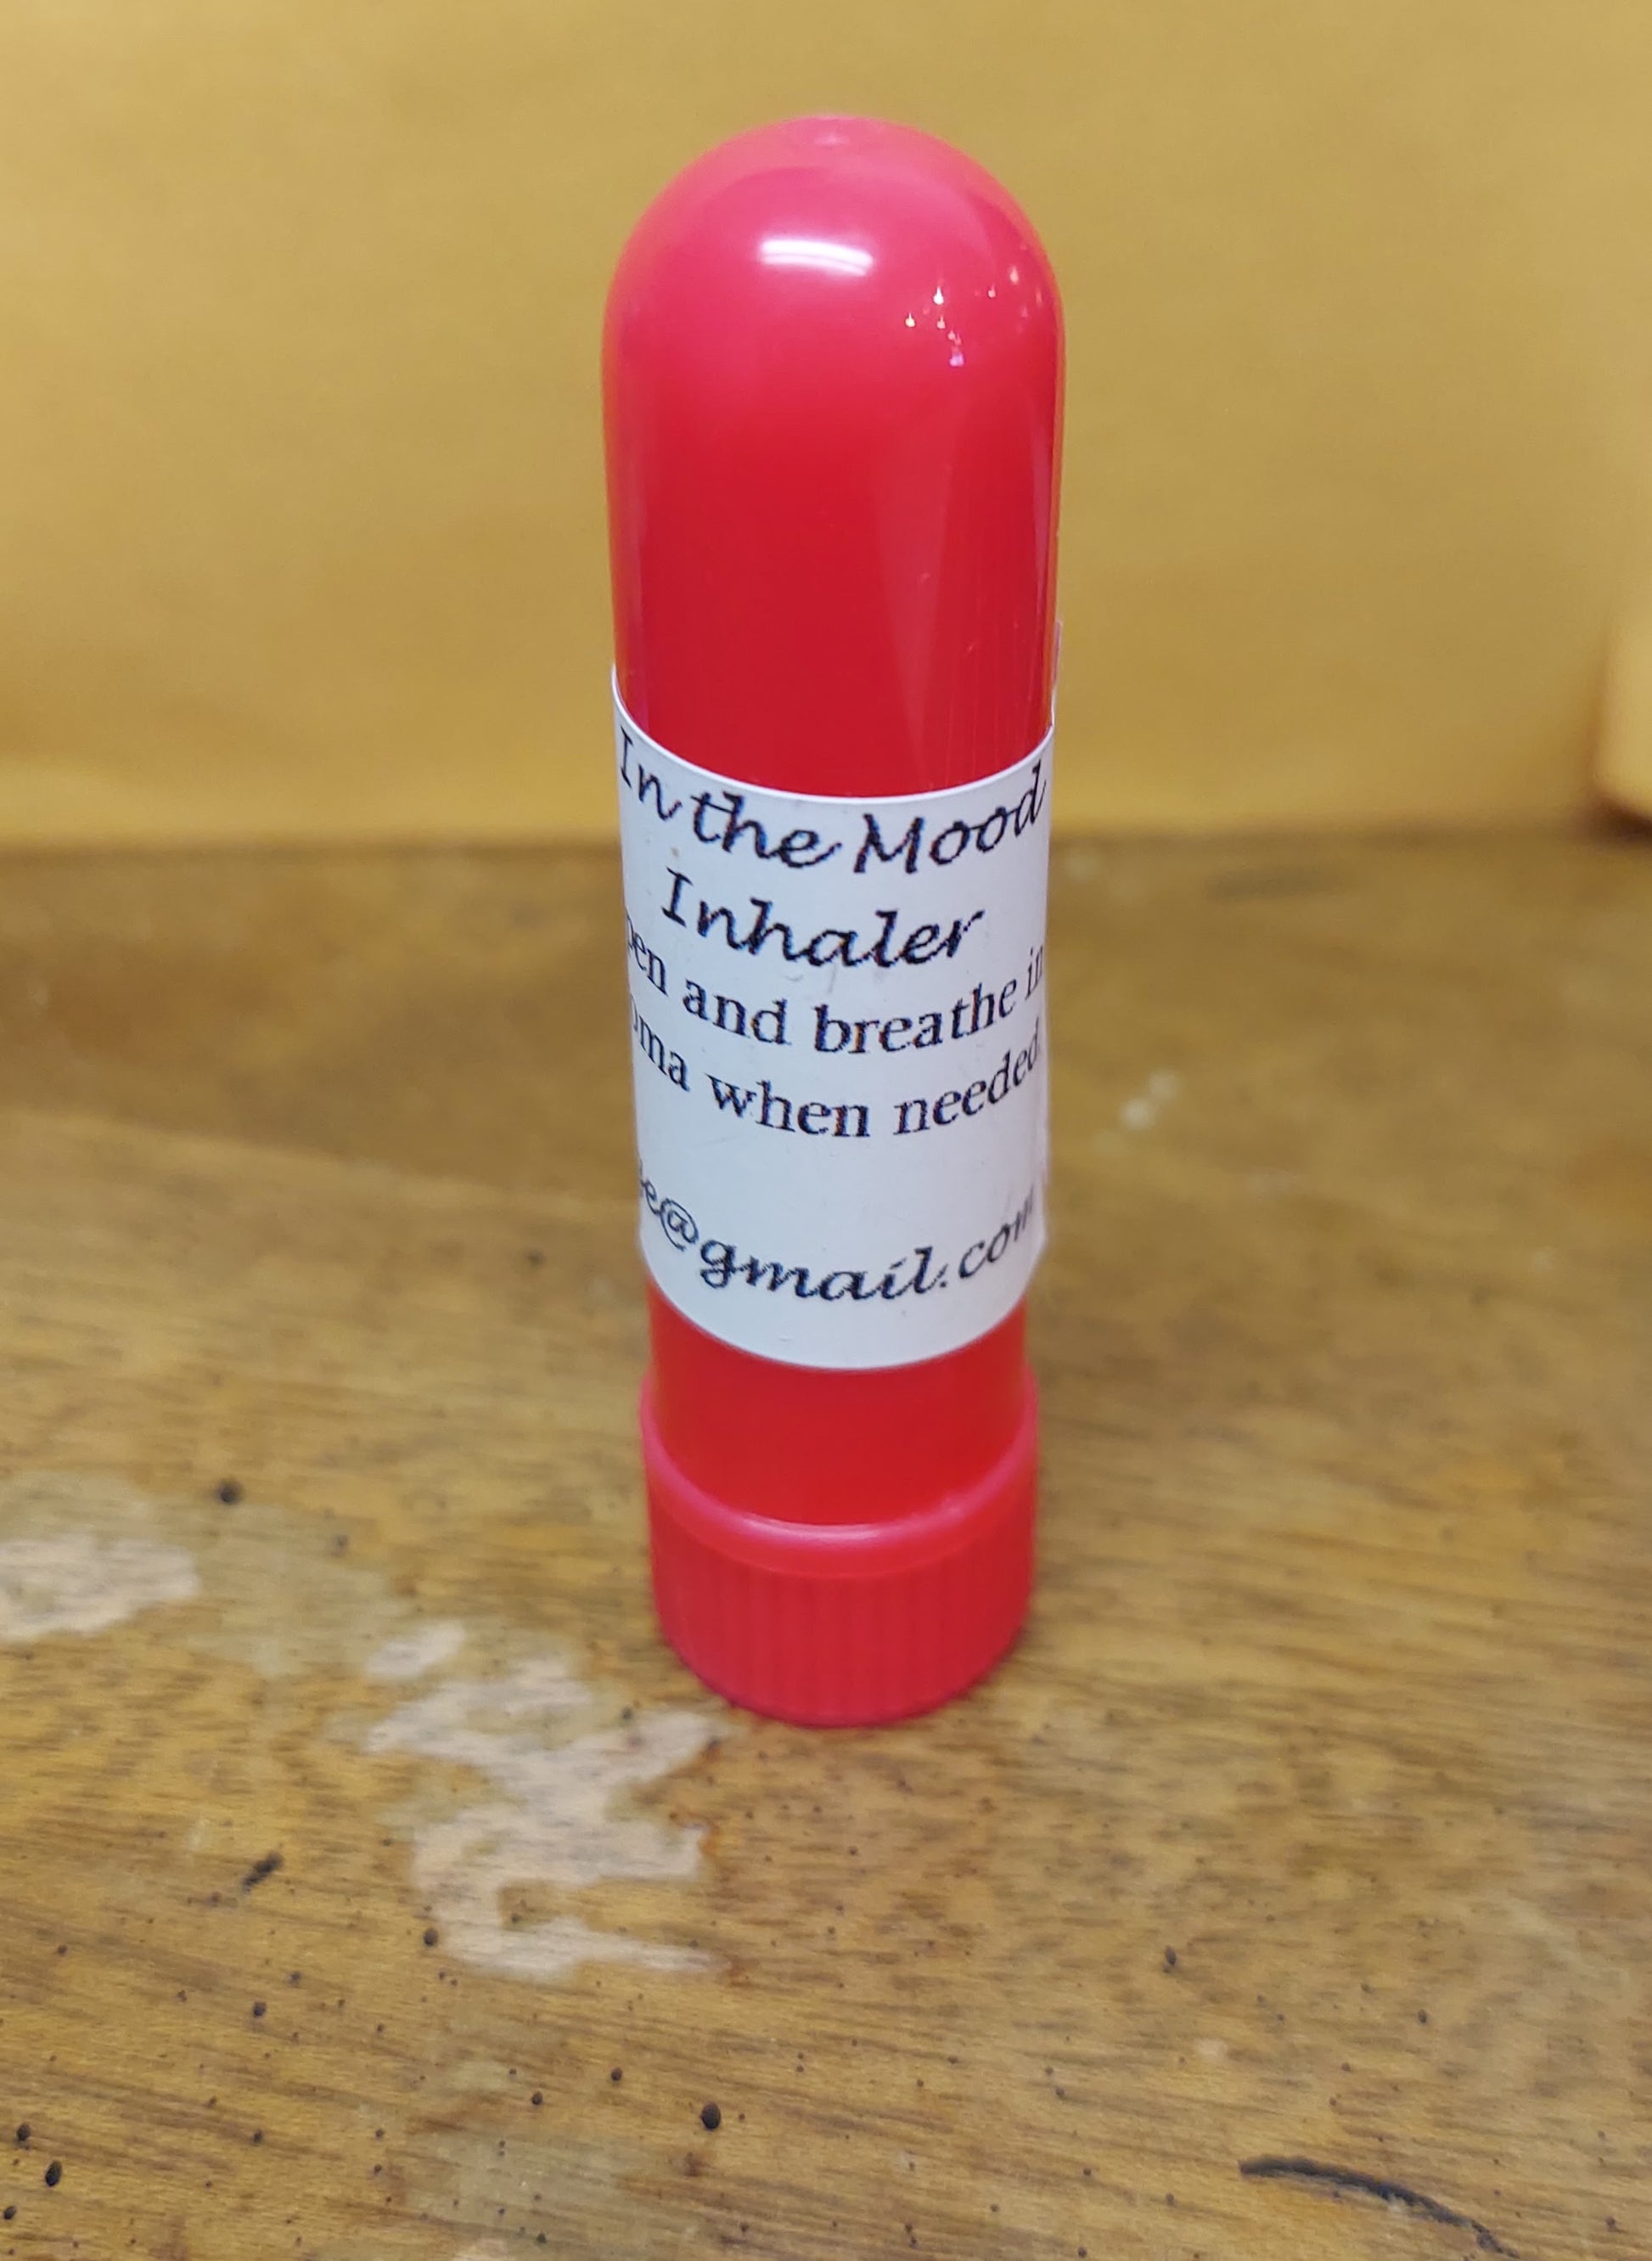 In the Mood
Inhaler
and breathe in
when needed.
@gmail.com